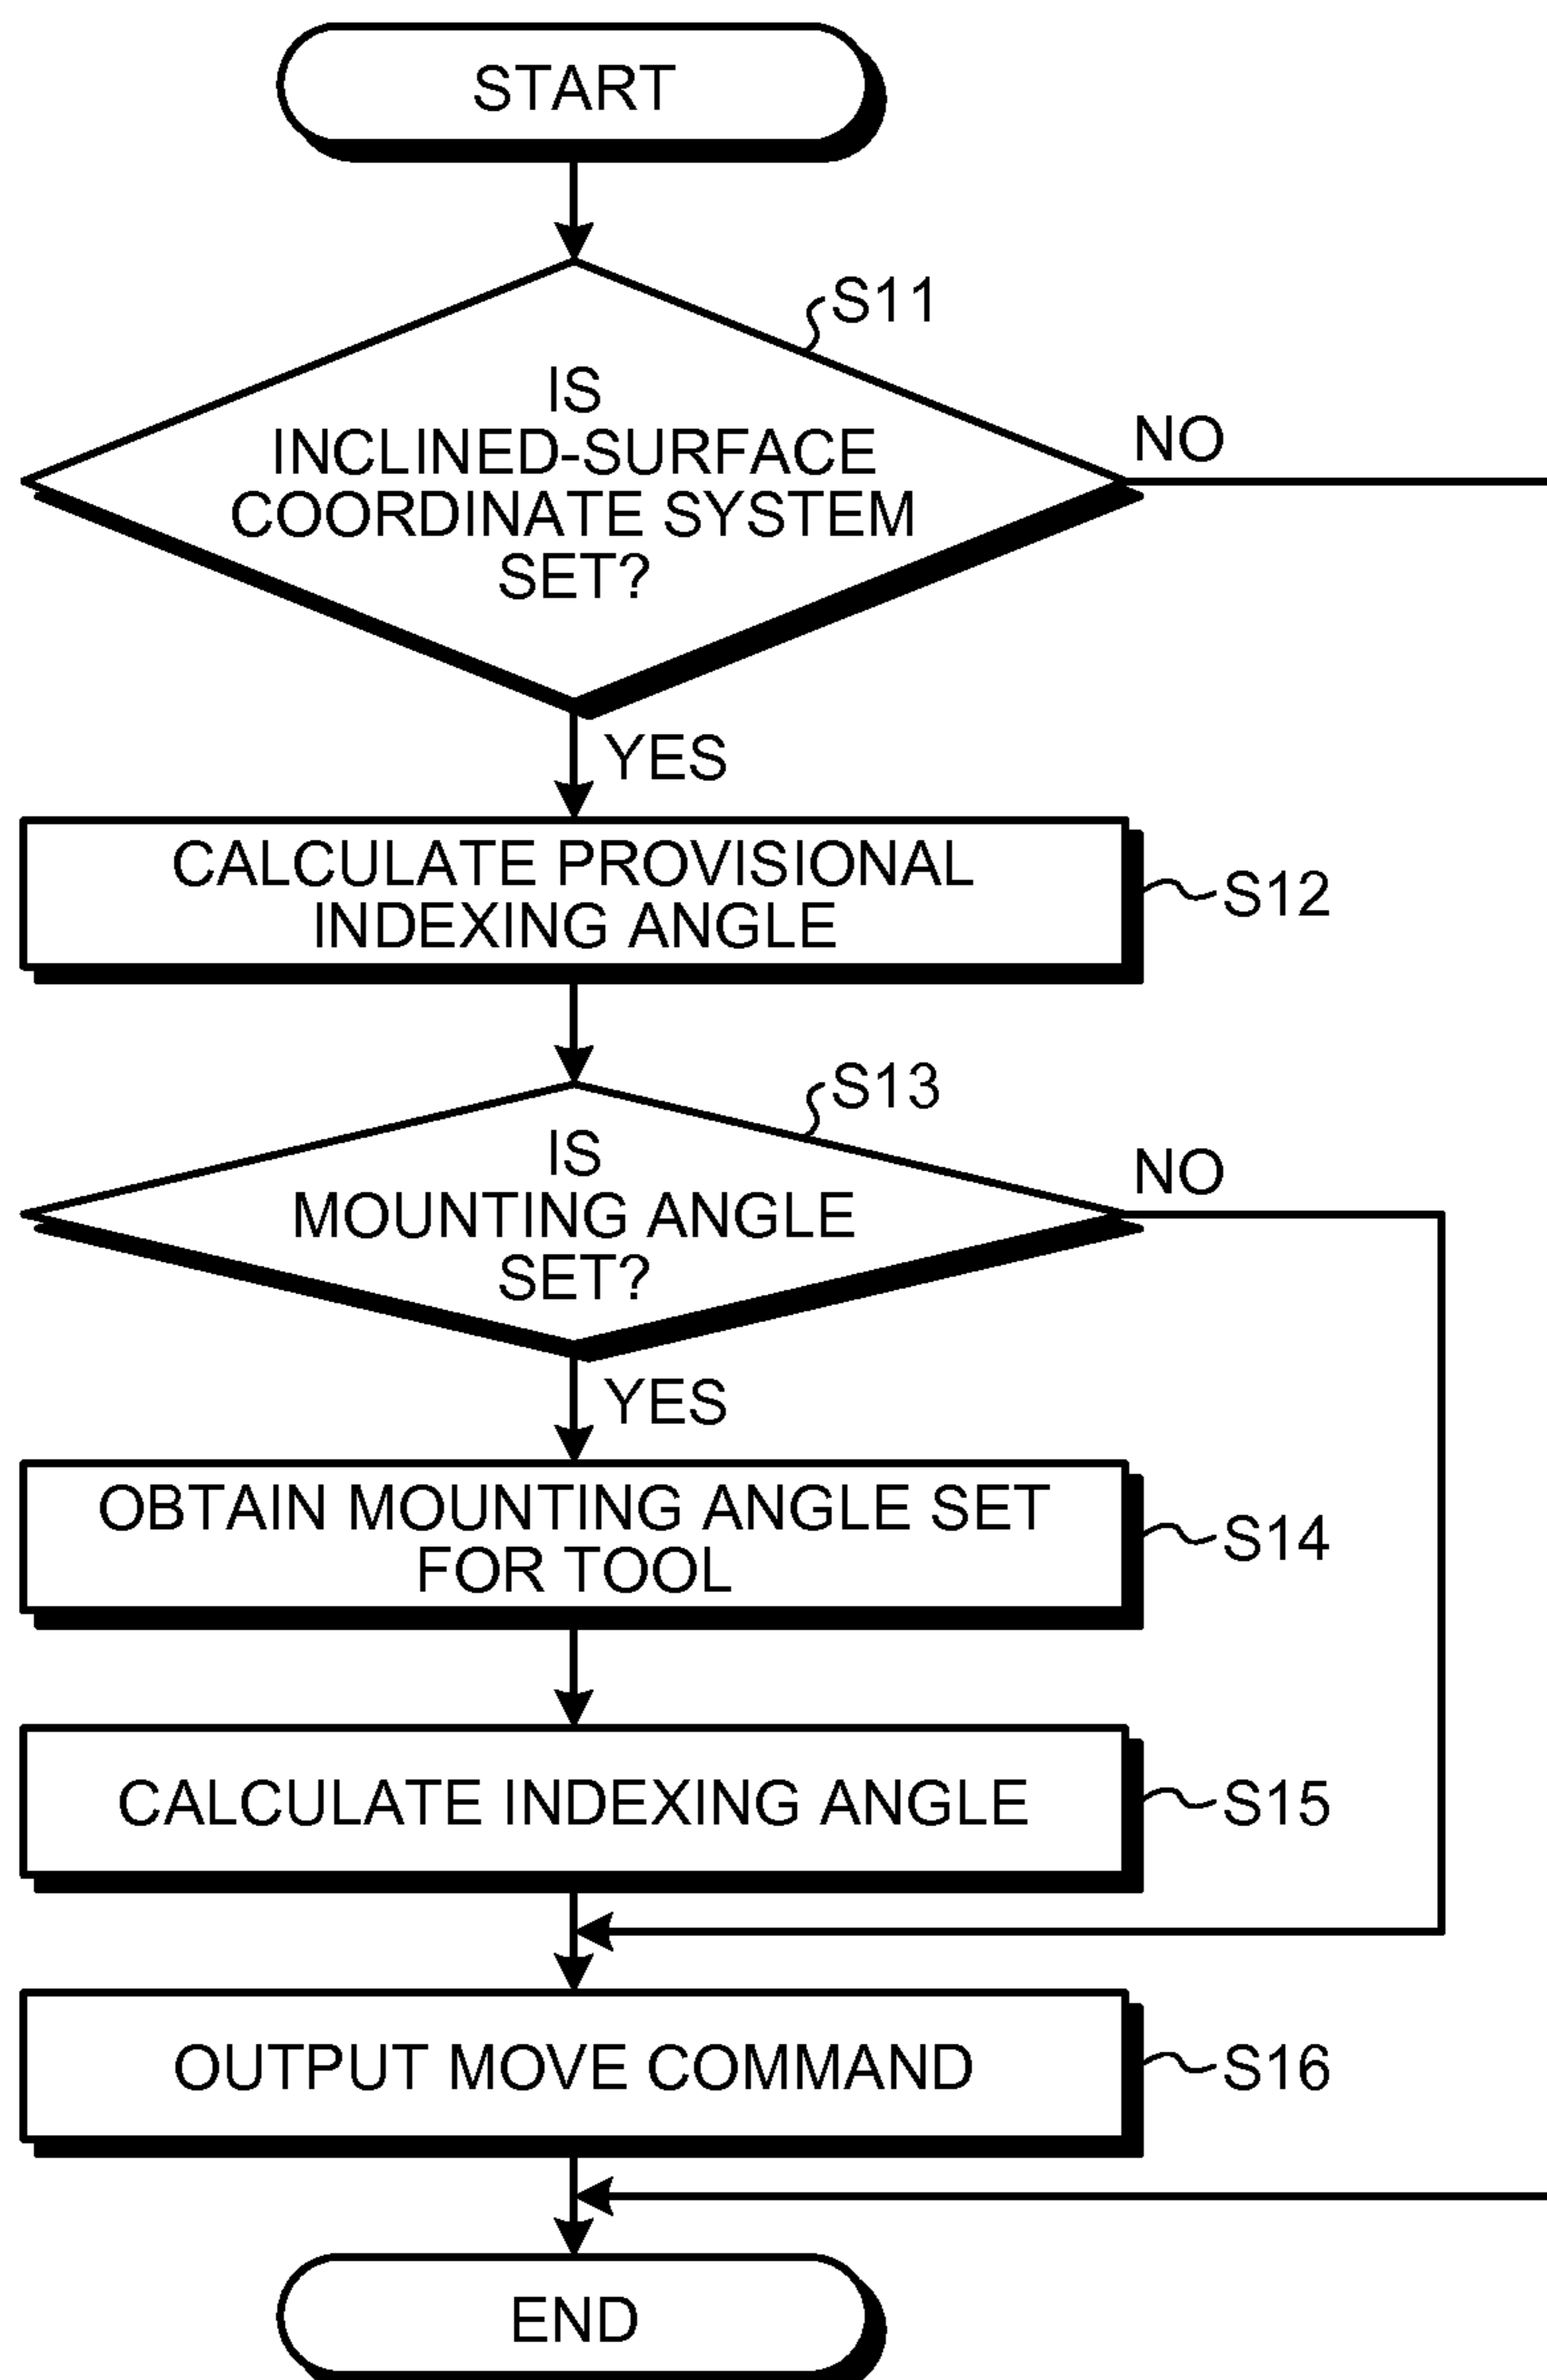 START
S11
IS
INCLINED-SURFACE
COORDINATE SYSTEM
SET?
NO
YES
CALCULATE PROVISIONAL
INDEXING ANGLE
S12
S13
IS
MOUNTING ANGLE
SET?
NO
YES
OBTAIN MOUNTING ANGLE SET
FOR TOOL
S14
CALCULATE INDEXING ANGLE
S15
OUTPUT MOVE COMMAND
S16
END